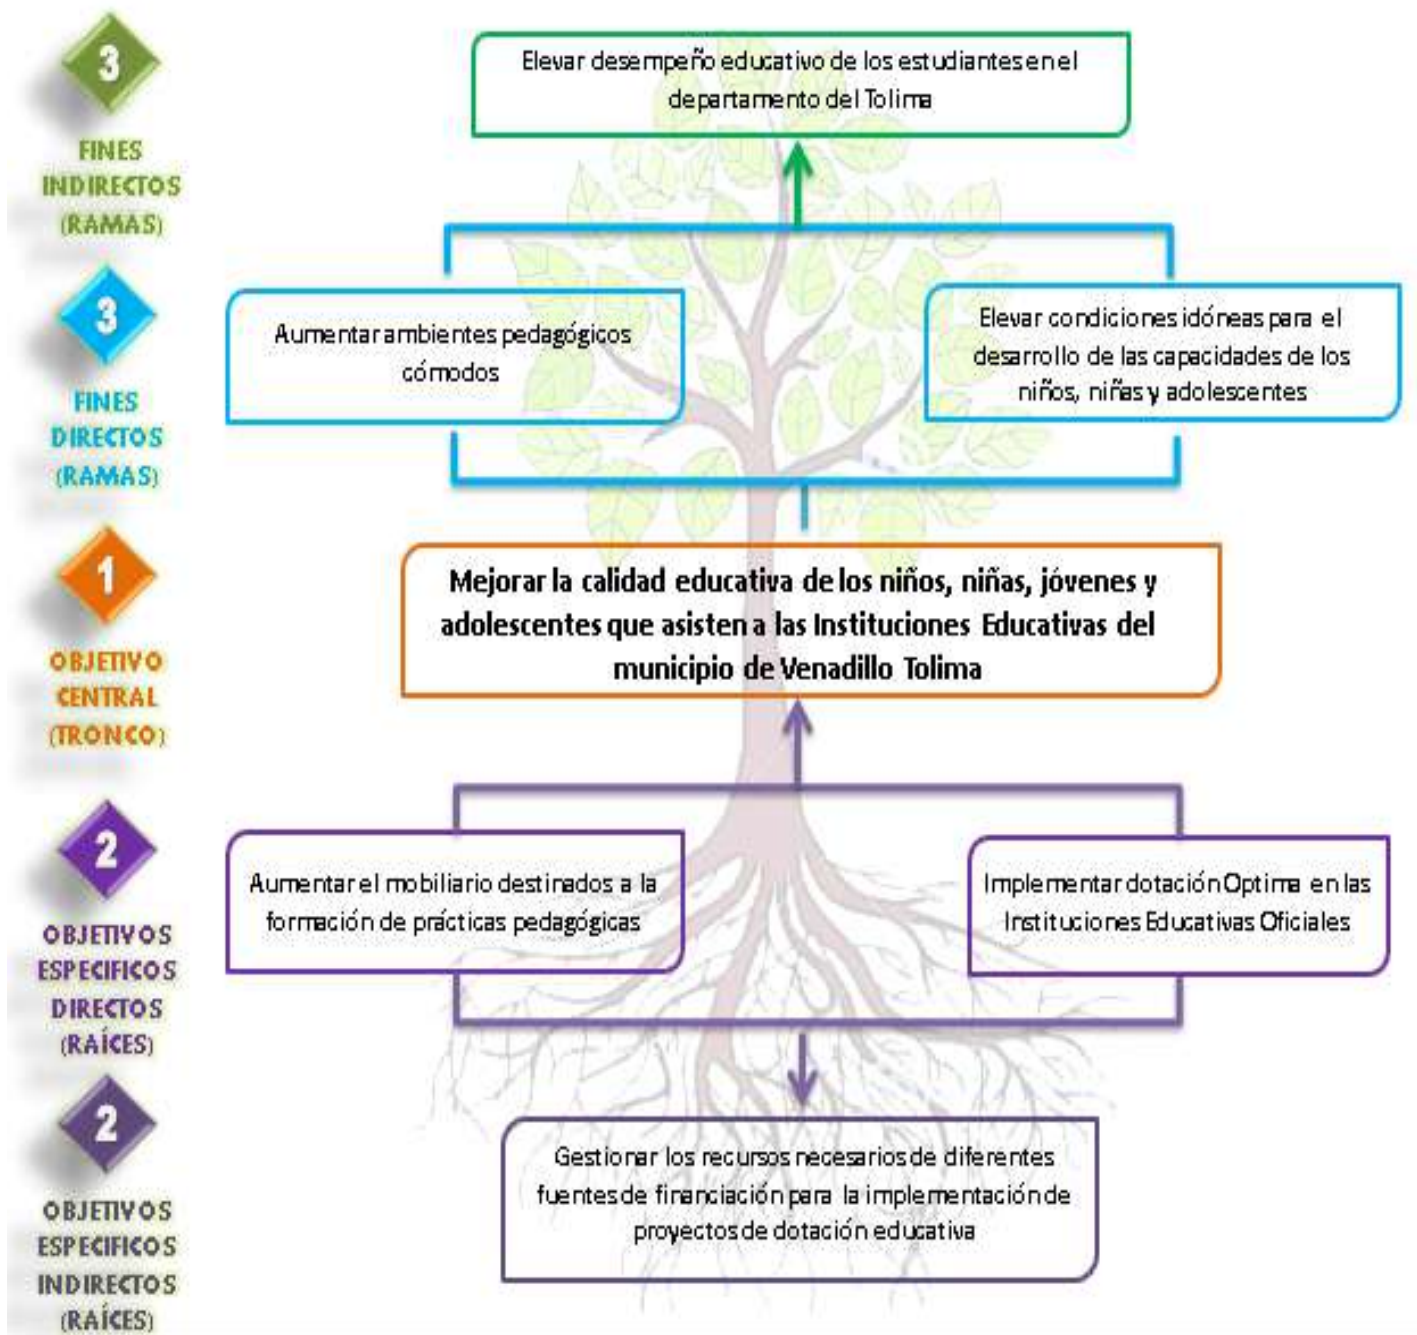 3
FINES
INDIRECTOS
(RAMAS)
Elevar desempeño educativo de los estudiantes en el
departamento del Tolima
3
FINES
DIRECTOS
(RAMAS)
Aumentar ambientes pedagógicos
cómodos
Elevar condiciones idóneas para el
desarrollo de las capacidades de los
niños, niñas y adolescentes
1
OBJETIVO
CENTRAL
(TRONCO)
Mejorar la calidad educativa de los niños, niñas, jóvenes y
adolescentes que asisten a las Instituciones Educativas del
municipio de Venadillo Tolima
2
OBJETIVOS
ESPECIFICOS
DIRECTOS
(RAÍCES)
Aumentar el mobiliario destinados a la
formación de prácticas pedagógicas
Implementar dotación Optima en las
Instituciones Educativas Oficiales
2
OBJETIVOS
ESPECIFICOS
INDIRECTOS
(RAÍCES)
Gestionar los recursos necesarios de diferentes
fuentes de financiación para la implementación de
proyectos de dotación educativa